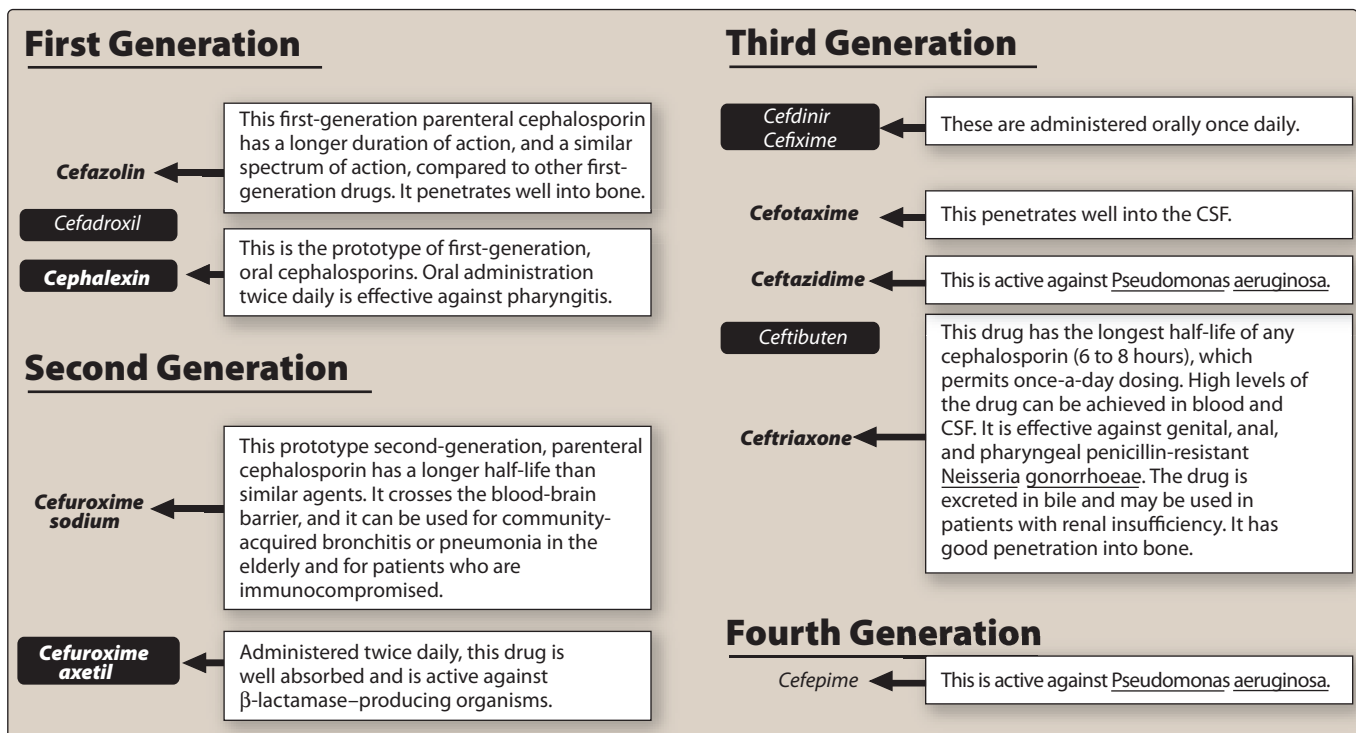 First Generation
Cefazolin
This first-generation parenteral cephalosporin
has a longer duration of action, and a similar
spectrum of action, compared to other first-
generation drugs. It penetrates well into bone.
Cefadroxil
Cephalexin
This is the prototype of first-generation,
oral cephalosporins. Oral administration
twice daily is effective against pharyngitis.
Second Generation
Cefuroxime
sodium
This prototype second-generation, parenteral
cephalosporin has a longer half-life than
similar agents. It crosses the blood-brain
barrier, and it can be used for community-
acquired bronchitis or pneumonia in the
elderly and for patients who are
immunocompromised.
Cefuroxime
axetil
Administered twice daily, this drug is
well absorbed and is active against
β-lactamase–producing organisms.
Third Generation
Cefdinir
Cefixime
These are administered orally once daily.
Cefotaxime
This penetrates well into the CSF.
Ceftazidime
This is active against Pseudomonas aeruginosa.
Ceftibuten
Ceftriaxone
This drug has the longest half-life of any
cephalosporin (6 to 8 hours), which
permits once-a-day dosing. High levels of
the drug can be achieved in blood and
CSF. It is effective against genital, anal,
and pharyngeal penicillin-resistant
Neisseria gonorrhoeae. The drug is
excreted in bile and may be used in
patients with renal insufficiency. It has
good penetration into bone.
Fourth Generation
Cefepime
This is active against Pseudomonas aeruginosa.